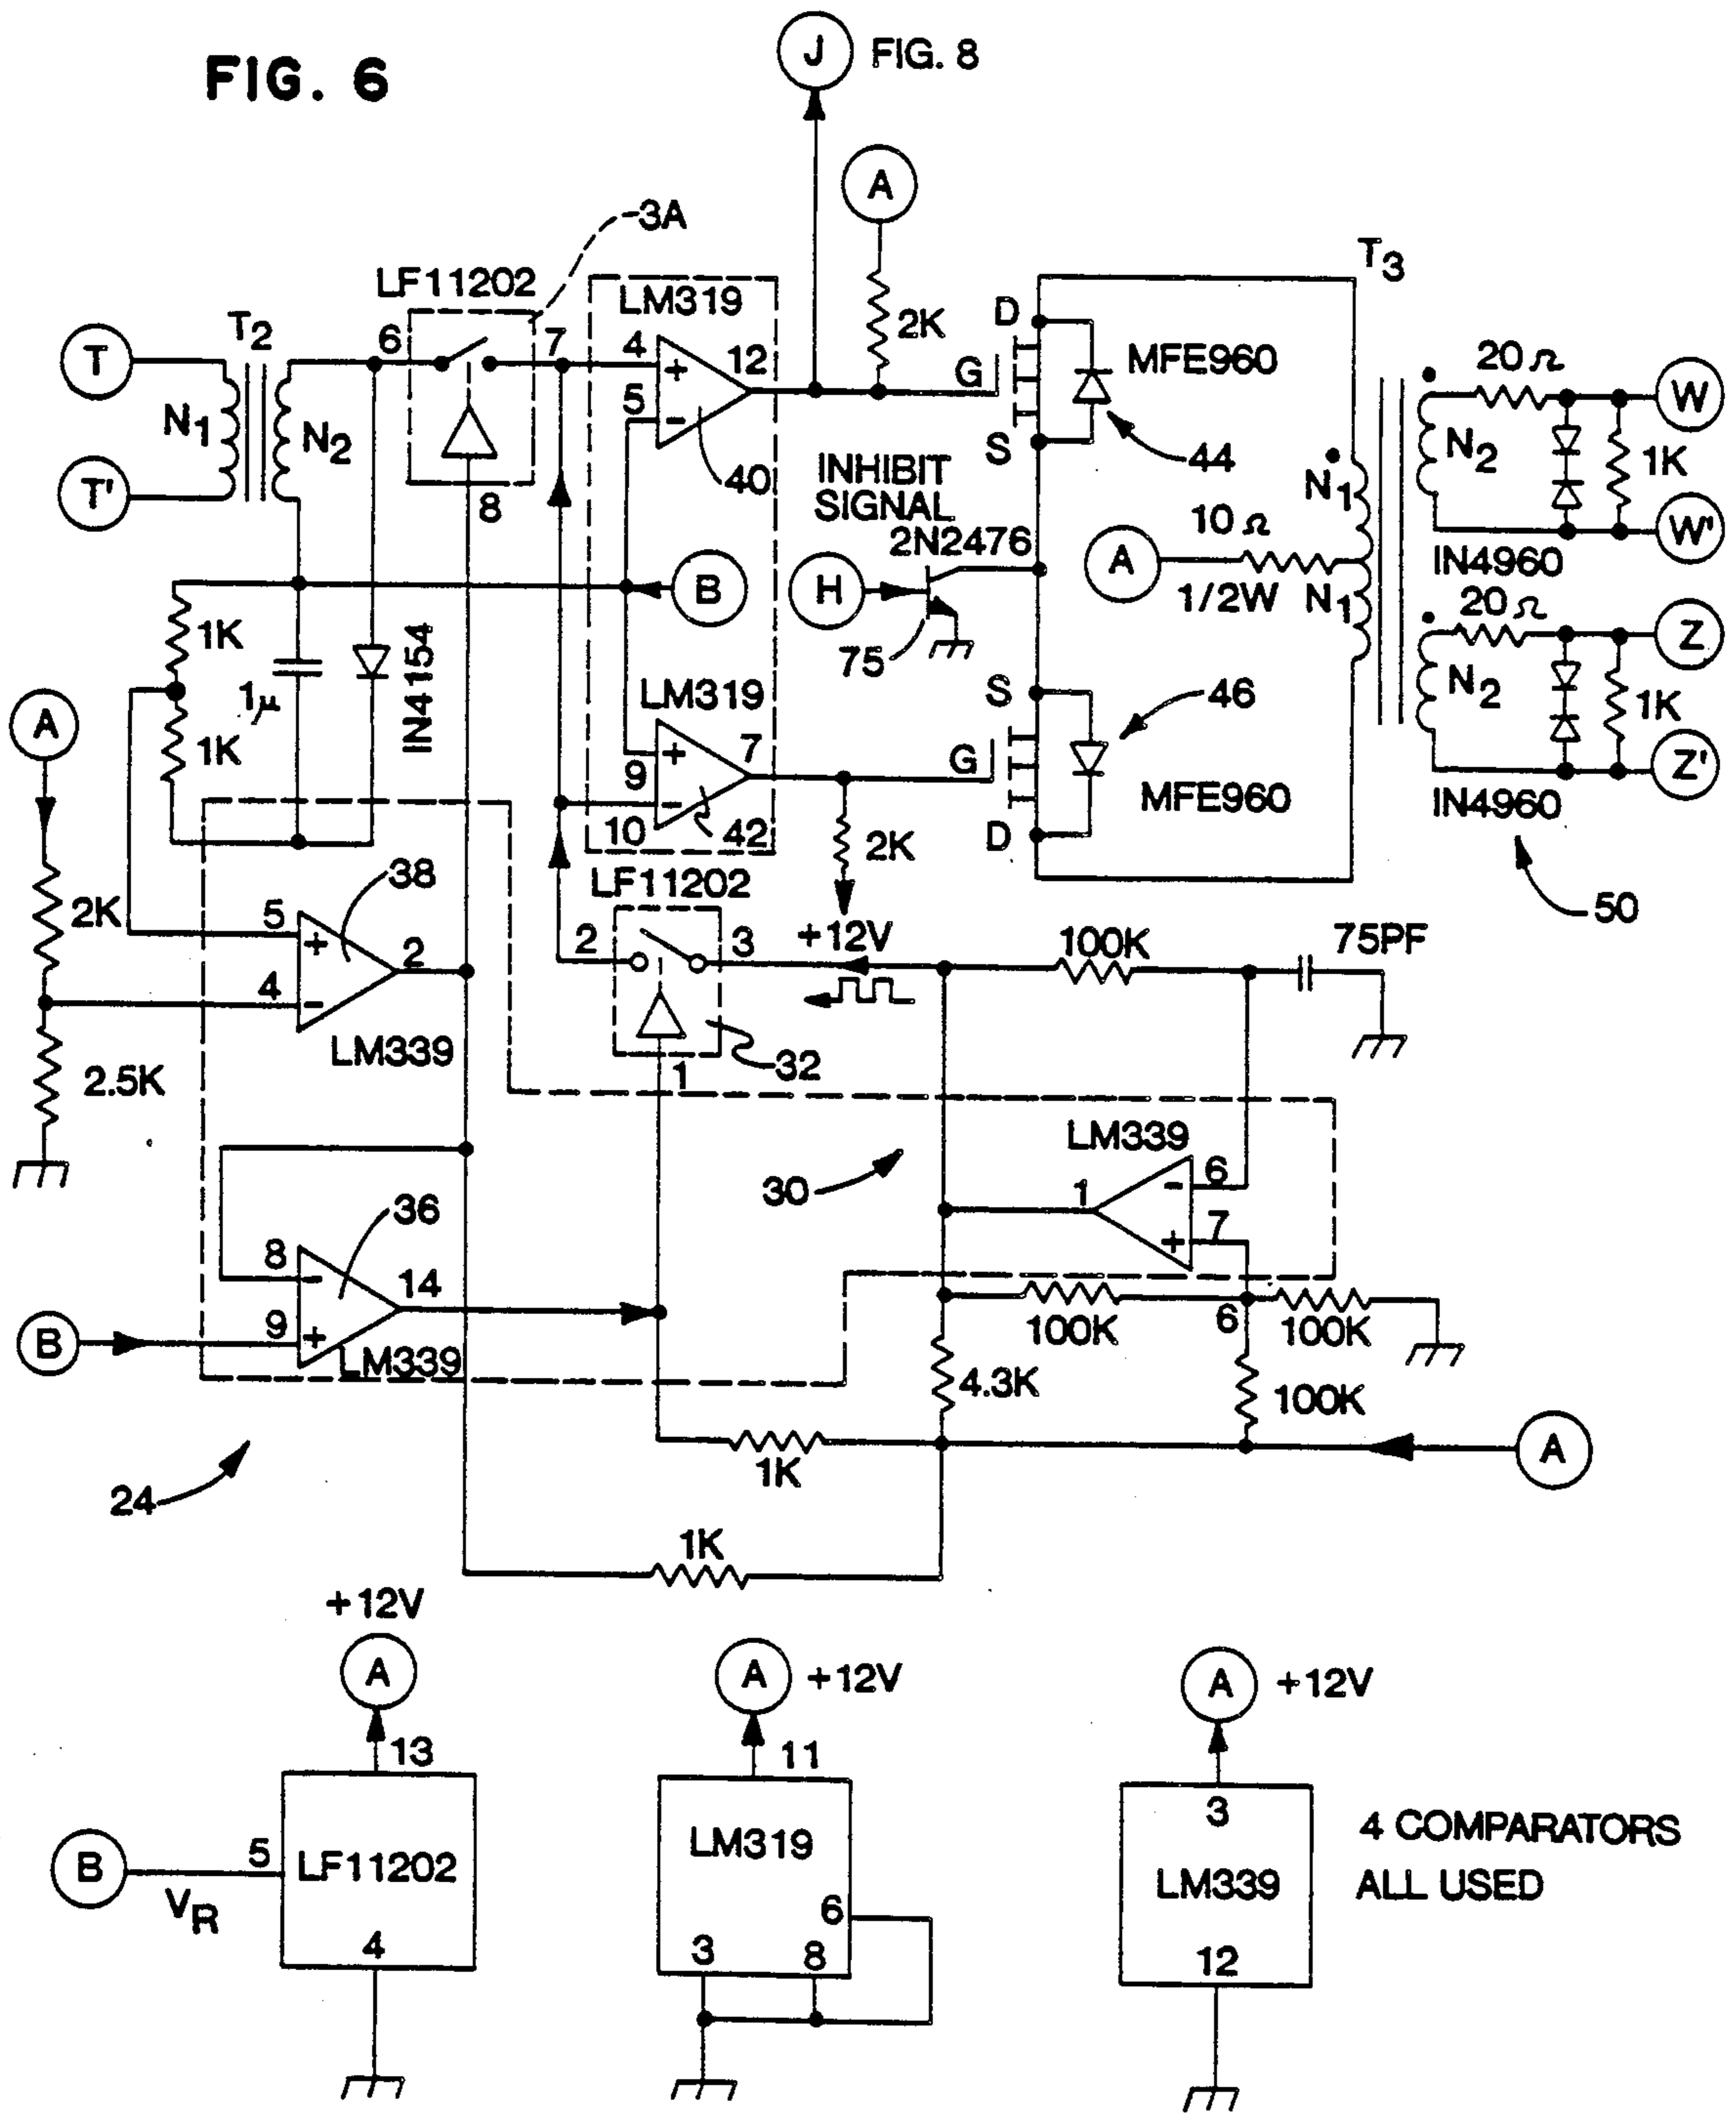 FIG. 6
J FIG. 8
A
3A
T3
LF11202
LM319
T2
6 7 4 12 2K
D
MFE960
20Ω
T
5
G
W
N1 N2
S
44
N2 1K
T'
8
40
INHIBIT
SIGNAL
N1
10Ω
2N2476
W'
A
IN4960
B
H
1/2W N1
20Ω
1K
75
Z
1μ
IN4154
LM319
S
46
N2
1K
A
1K
7
G
9
MFE960
Z'
10 42
D
IN4960
2K
38
LF11202
50
2K
5 2
2 3 +12V 100K 75PF
4
LM339
32
2.5K
1
LM339
30
1 6
7
36
8
14
9
B
LM339
100K 6 100K
4.3K
100K
A
1K
24
1K
+12V
A
A +12V
A +12V
13
11
3
LM319
4 COMPARATORS
B
5 LF11202
LM339
ALL USED
VR
6
4
3 8
12